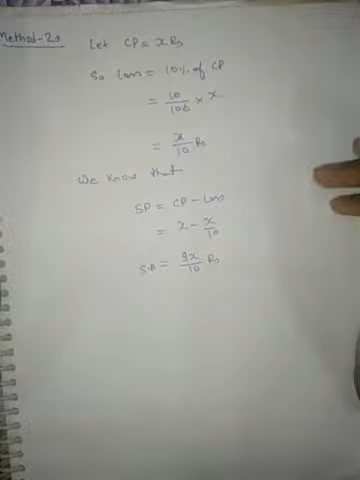 Method-2:
Let CP = x Rs
So Loss = 10% of CP
= 10/100 × x
= x/10 Rs
We know that
SP = CP - Loss
= x - x/10
S.P. = 9x/10 Rs